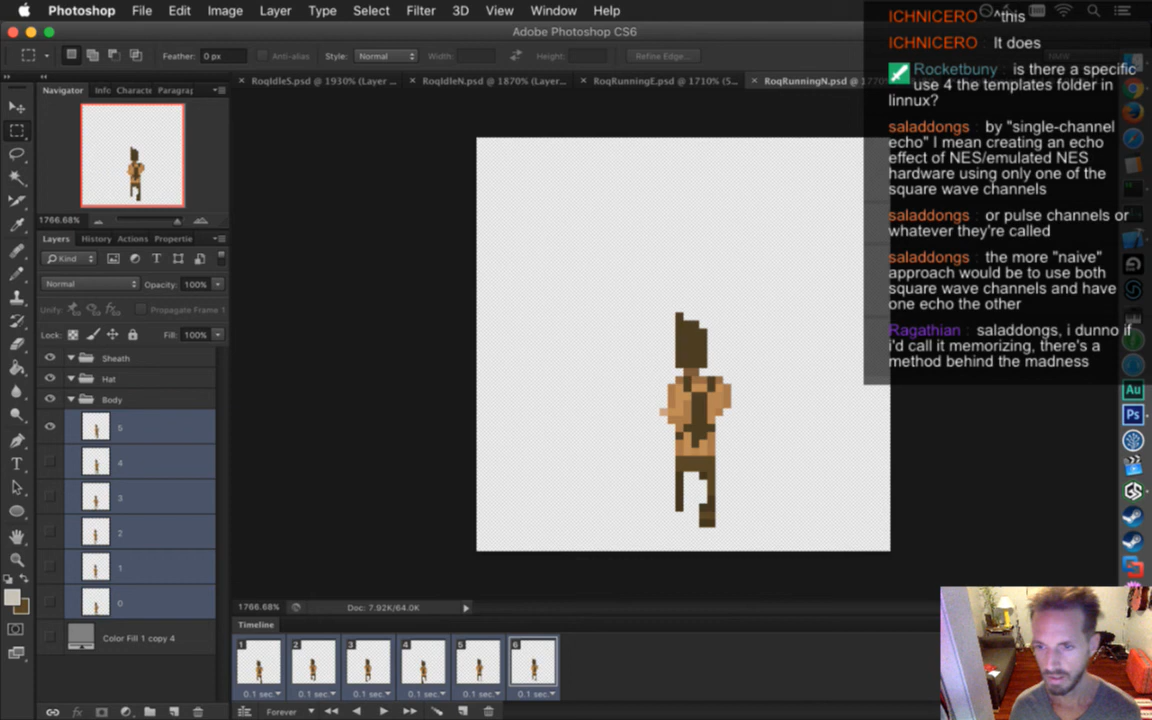 Photoshop File Edit Image Layer Type Select Filter 3D View Window Help
Adobe Photoshop CS6
Feather: 0 px Anti-alias Style: Normal Width: Height: Refine Edge...
RoqIdleS.psd @ 1930% (Layer ... RoqIdleN.psd @ 1870% (Layer... RoqRunningE.psd @ 1710% (5... RoqRunningN.psd @
Navigator Info Characte Paragra
1766.68%
Layers History Actions Propertie
Kind
Normal Opacity: 100%
Unify: Propagate Frame 1
Lock: Fill: 100%
Sheath
Hat
Body
5
4
3
2
1
0
Color Fill 1 copy 4
ICHNICERO ^this
ICHNICERO It does
Rocketbuny : is there a specific
use 4 the templates folder in
linnux?
saladdongs : by "single-channel
echo" I mean creating an echo
effect of NES/emulated NES
hardware using only one of the
square wave channels
saladdongs : or pulse channels or
whatever they're called
saladdongs : the more "naive"
approach would be to use both
square wave channels and have
one echo the other
Ragathian : saladdongs, i dunno if
i'd call it memorizing, there's a
method behind the madness
Au
Ps
1766.68% Doc: 7.92K/64.0K
Timeline
1 2 3 4 5 6
0.1 sec. 0.1 sec. 0.1 sec. 0.1 sec. 0.1 sec. 0.1 sec.
Forever